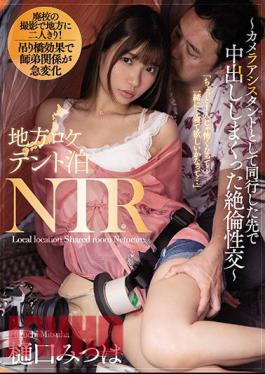 廃校の
撮影で地方に
二人きり!
吊り橋効果で
師弟関係が
急変化
～カメラアシスタントとして同行した先で
中出ししまくった絶倫性交～
地方ロケ
テント泊
NTR
Local location Shared room Netorare
樋口みつは